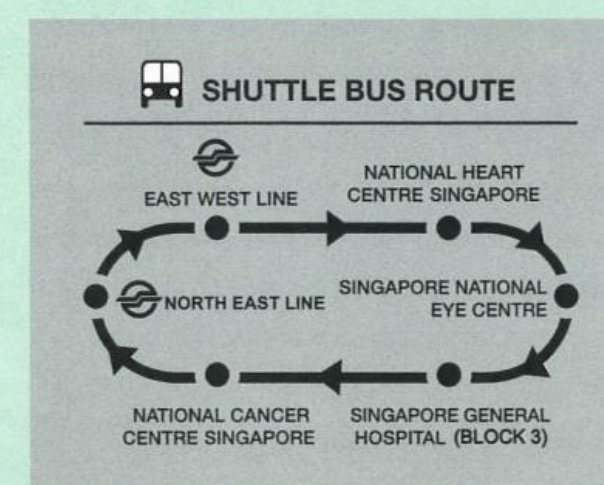 SHUTTLE BUS ROUTE
EAST WEST LINE
NATIONAL HEART
CENTRE SINGAPORE
NORTH EAST LINE
SINGAPORE NATIONAL
EYE CENTRE
NATIONAL CANCER
CENTRE SINGAPORE
SINGAPORE GENERAL
HOSPITAL (BLOCK 3)